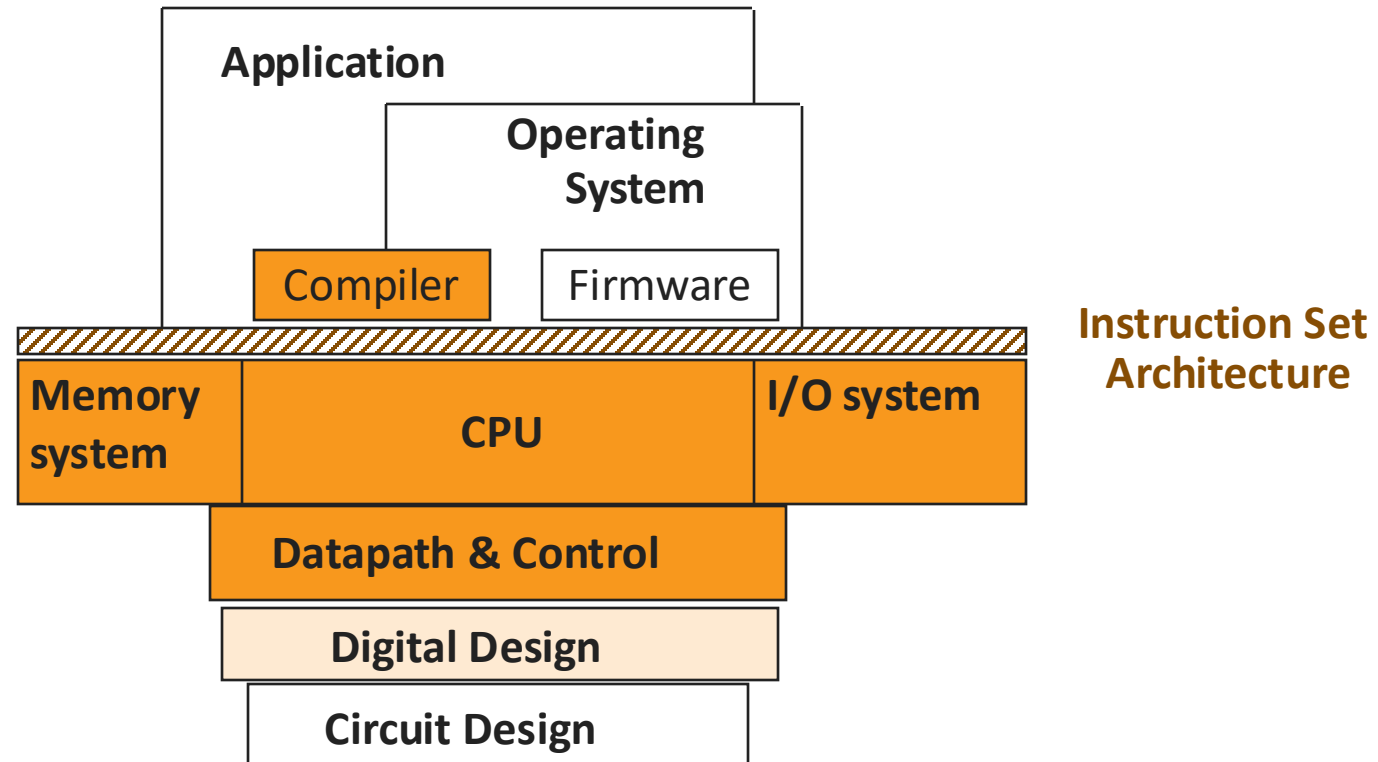 Application
Operating
System
Compiler
Firmware
Instruction Set
Architecture
Memory
system
CPU
I/O system
Datapath & Control
Digital Design
Circuit Design